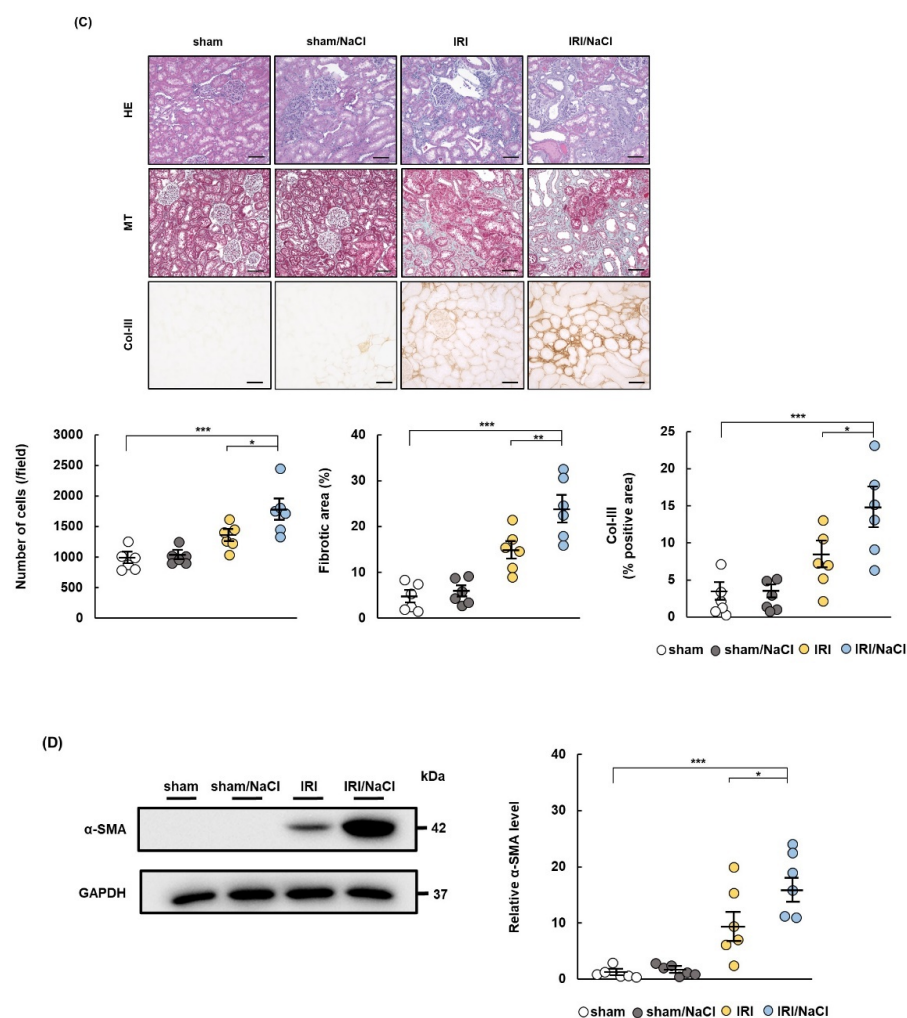 (C)
sham sham/NaCl IRI IRI/NaCl
HE
MT
Col-III
Number of cells (/field)
3000
2500
2000
1500
1000
500
0
***
*
Fibrotic area (%)
40
30
20
10
0
***
**
Col-III
(% positive area)
25
20
15
10
5
0
***
*
sham sham/NaCl IRI IRI/NaCl
(D)
sham sham/NaCl IRI IRI/NaCl kDa
α-SMA 42
GAPDH 37
Relative α-SMA level
40
30
20
10
0
***
*
sham sham/NaCl IRI IRI/NaCl